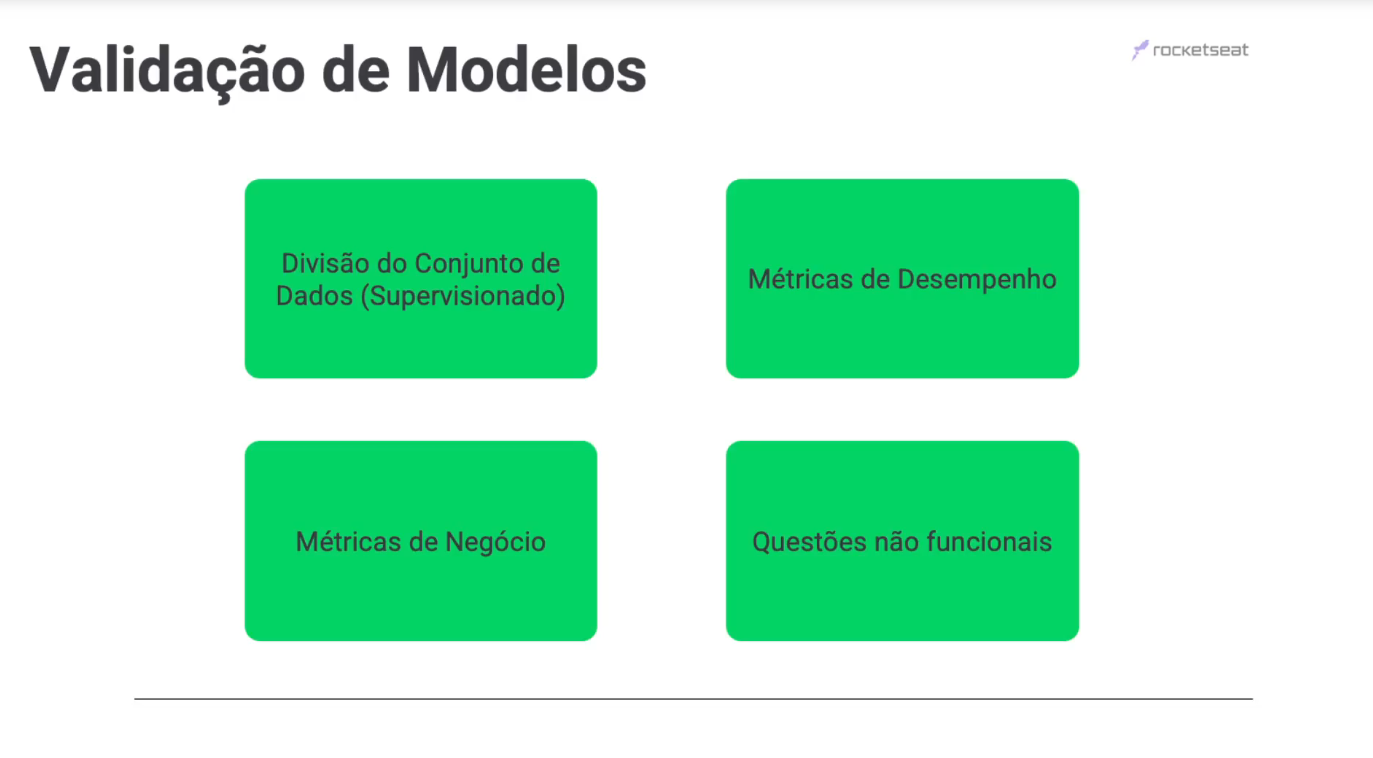 Validação de Modelos
rocketseat
Divisão do Conjunto de
Dados (Supervisionado)
Métricas de Desempenho
Métricas de Negócio
Questões não funcionais